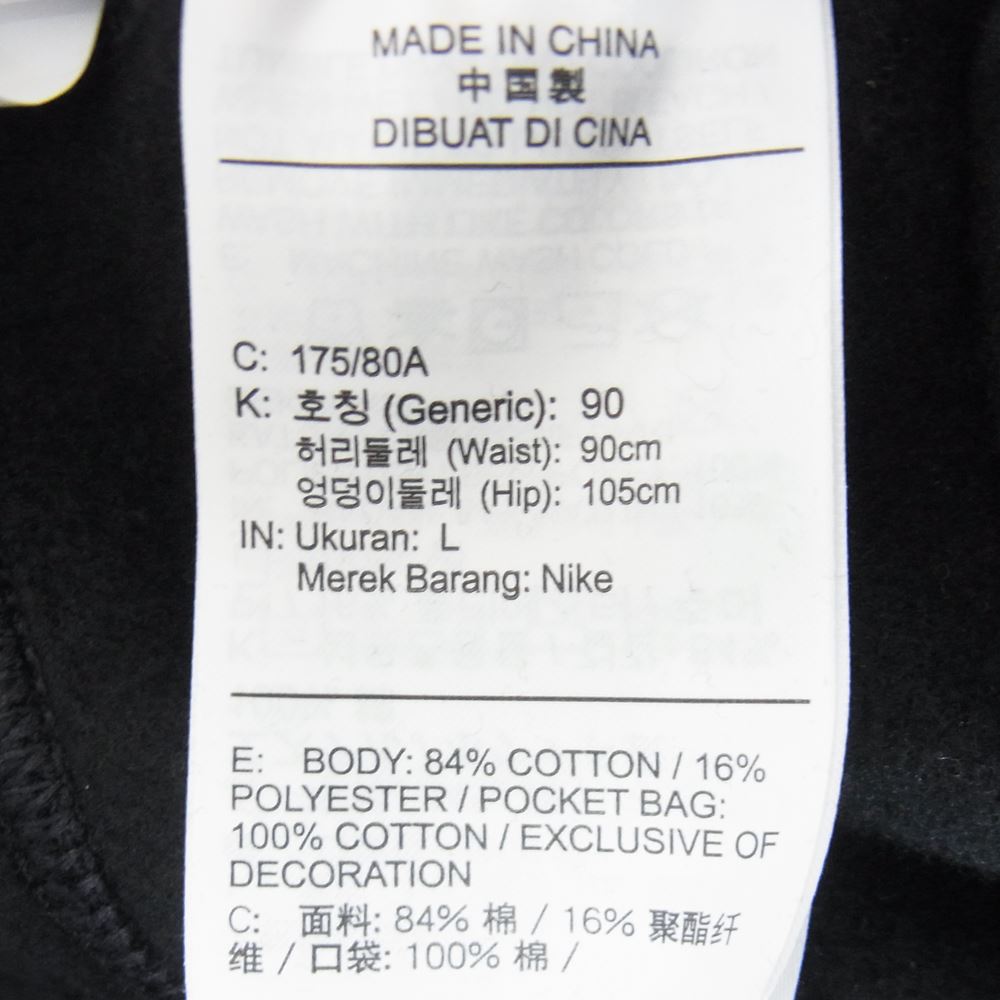 MADE IN CHINA
中国製
DIBUAT DI CINA
C: 175/80A
K: 호칭 (Generic): 90
허리둘레 (Waist): 90cm
엉덩이둘레 (Hip): 105cm
IN: Ukuran: L
Merek Barang: Nike
E: BODY: 84% COTTON / 16%
POLYESTER / POCKET BAG:
100% COTTON / EXCLUSIVE OF
DECORATION
C: 面料: 84% 棉 / 16% 聚酯纤
维 / 口袋: 100% 棉 /